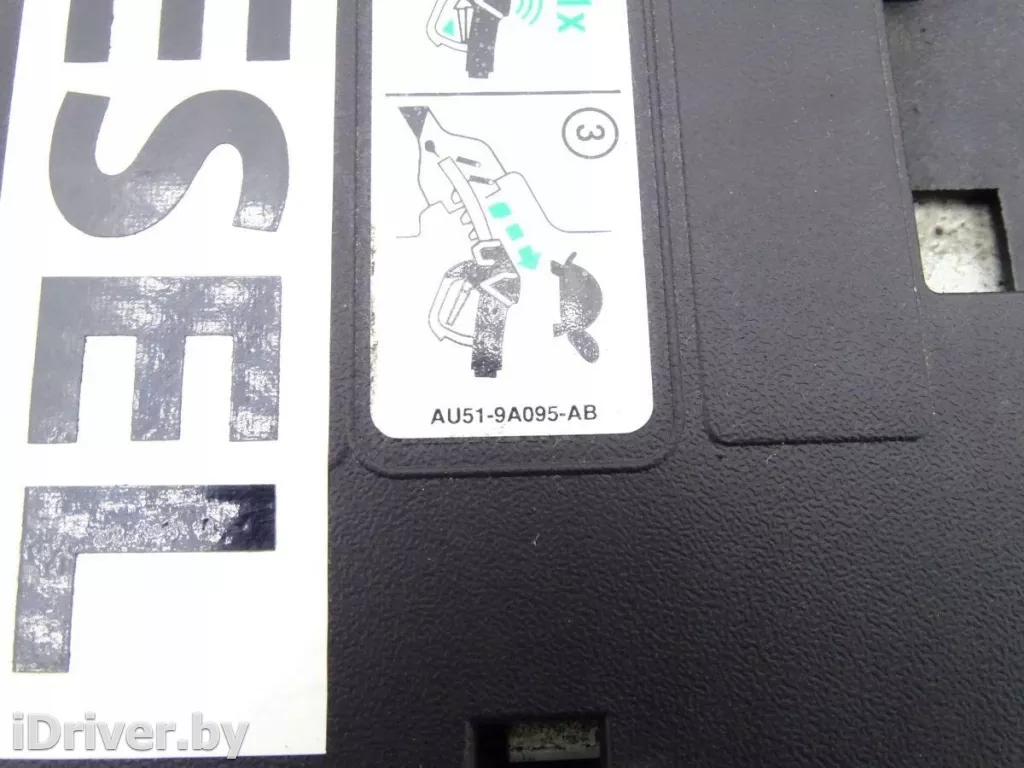 ESEL
1x
3
AU51-9A095-AB
iDriver.by